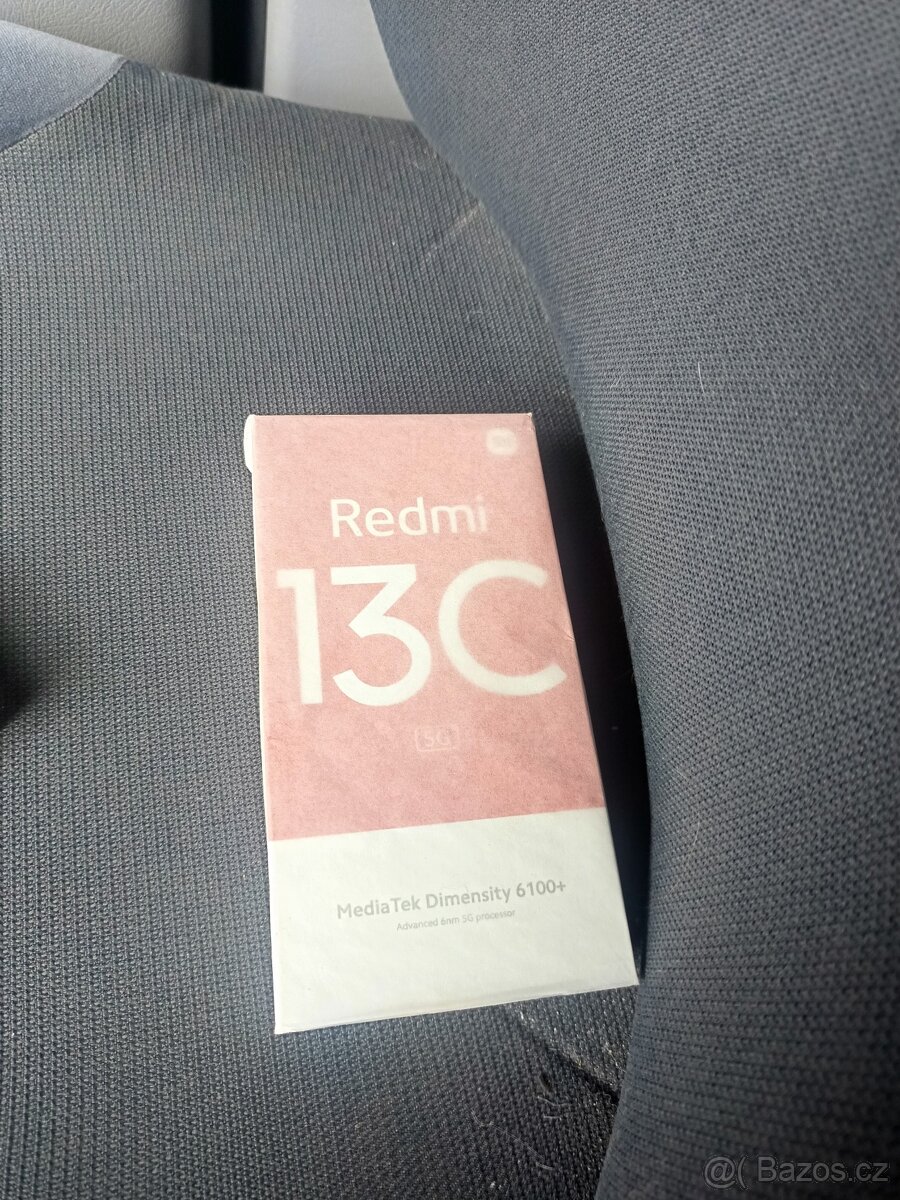 Redmi
13C
5G
MediaTek Dimensity 6100+
Advanced 6nm 5G processor
@( Bazos.cz